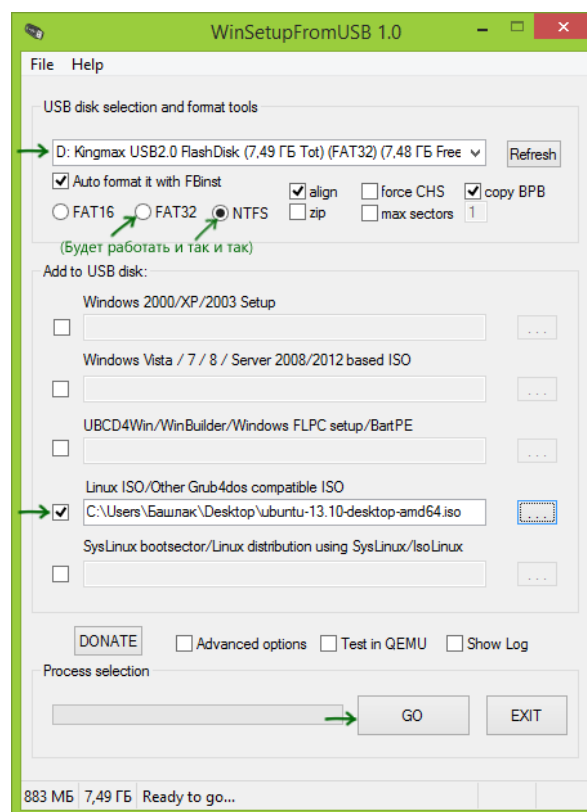 WinSetupFromUSB 1.0
File Help
USB disk selection and format tools
D: Kingmax USB2.0 FlashDisk (7,49 ГБ Tot) (FAT32) (7,48 ГБ Free
Refresh
Auto format it with FBinst
align
force CHS
copy BPB
FAT16
FAT32
NTFS
zip
max sectors
1
(Будет работать и так и так)
Add to USB disk:
Windows 2000/XP/2003 Setup
...
Windows Vista / 7 / 8 / Server 2008/2012 based ISO
...
UBCD4Win/WinBuilder/Windows FLPC setup/BartPE
...
Linux ISO/Other Grub4dos compatible ISO
C:\Users\Башлак\Desktop\ubuntu-13.10-desktop-amd64.iso
...
SysLinux bootsector/Linux distribution using SysLinux/IsoLinux
...
DONATE
Advanced options
Test in QEMU
Show Log
Process selection
GO
EXIT
883 МБ 7,49 ГБ Ready to go...